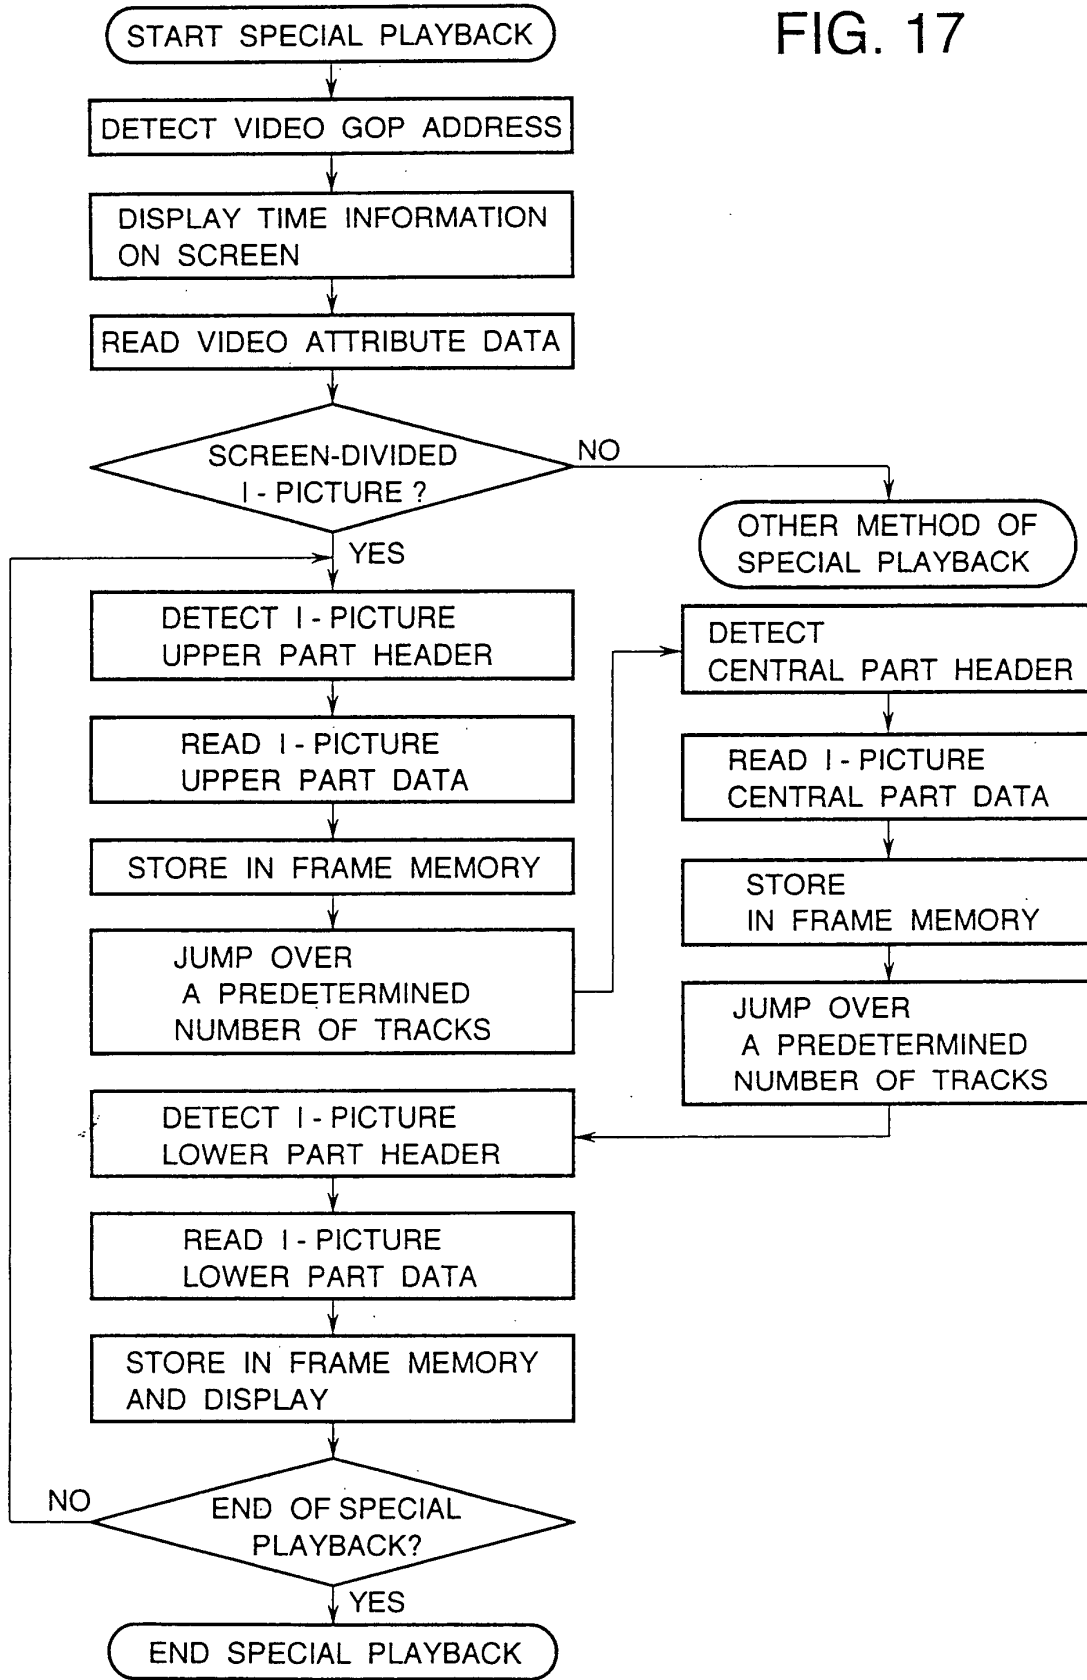 FIG. 17
START SPECIAL PLAYBACK
DETECT VIDEO GOP ADDRESS
DISPLAY TIME INFORMATION
ON SCREEN
READ VIDEO ATTRIBUTE DATA
SCREEN-DIVIDED
I - PICTURE ?
NO
OTHER METHOD OF
SPECIAL PLAYBACK
YES
DETECT I - PICTURE
UPPER PART HEADER
READ I - PICTURE
UPPER PART DATA
STORE IN FRAME MEMORY
JUMP OVER
A PREDETERMINED
NUMBER OF TRACKS
DETECT
CENTRAL PART HEADER
READ I - PICTURE
CENTRAL PART DATA
STORE
IN FRAME MEMORY
JUMP OVER
A PREDETERMINED
NUMBER OF TRACKS
DETECT I - PICTURE
LOWER PART HEADER
READ I - PICTURE
LOWER PART DATA
STORE IN FRAME MEMORY
AND DISPLAY
NO
END OF SPECIAL
PLAYBACK?
YES
END SPECIAL PLAYBACK